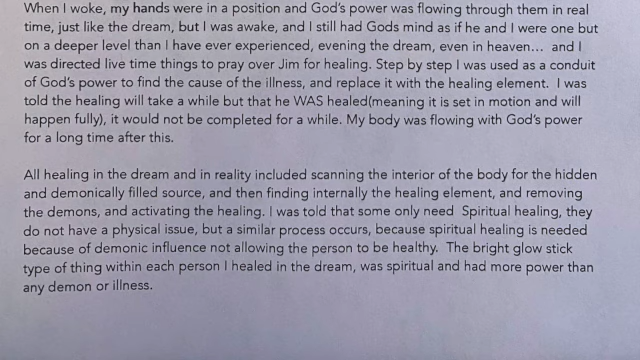 When I woke, my hands were in a position and God's power was flowing through them in real
time, just like the dream, but I was awake, and I still had Gods mind as if he and I were one but
on a deeper level than I have ever experienced, evening the dream, even in heaven... and I
was directed live time things to pray over Jim for healing. Step by step I was used as a conduit
of God's power to find the cause of the illness, and replace it with the healing element. I was
told the healing will take a while but that he WAS healed(meaning it is set in motion and will
happen fully), it would not be completed for a while. My body was flowing with God's power
for a long time after this.
All healing in the dream and in reality included scanning the interior of the body for the hidden
and demonically filled source, and then finding internally the healing element, and removing
the demons, and activating the healing. I was told that some only need Spiritual healing, they
do not have a physical issue, but a similar process occurs, because spiritual healing is needed
because of demonic influence not allowing the person to be healthy. The bright glow stick
type of thing within each person I healed in the dream, was spiritual and had more power than
any demon or illness.